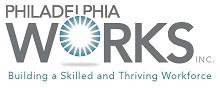 PHILADELPHIA
WORKS INC.
Building a Skilled and Thriving Workforce